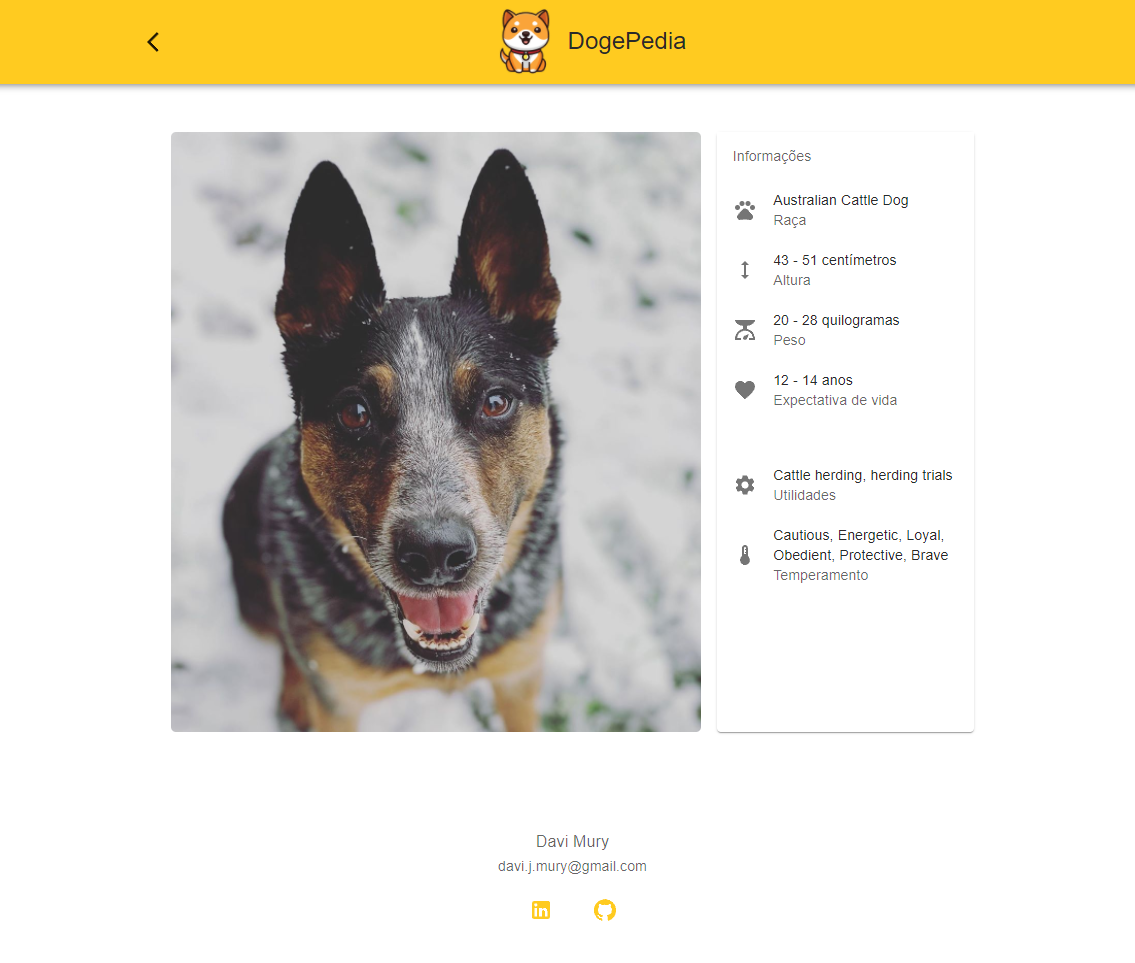 DogePedia
Informações
Australian Cattle Dog
Raça
43 - 51 centímetros
Altura
20 - 28 quilogramas
Peso
12 - 14 anos
Expectativa de vida
Cattle herding, herding trials
Utilidades
Cautious, Energetic, Loyal,
Obedient, Protective, Brave
Temperamento
Davi Mury
davi.j.mury@gmail.com